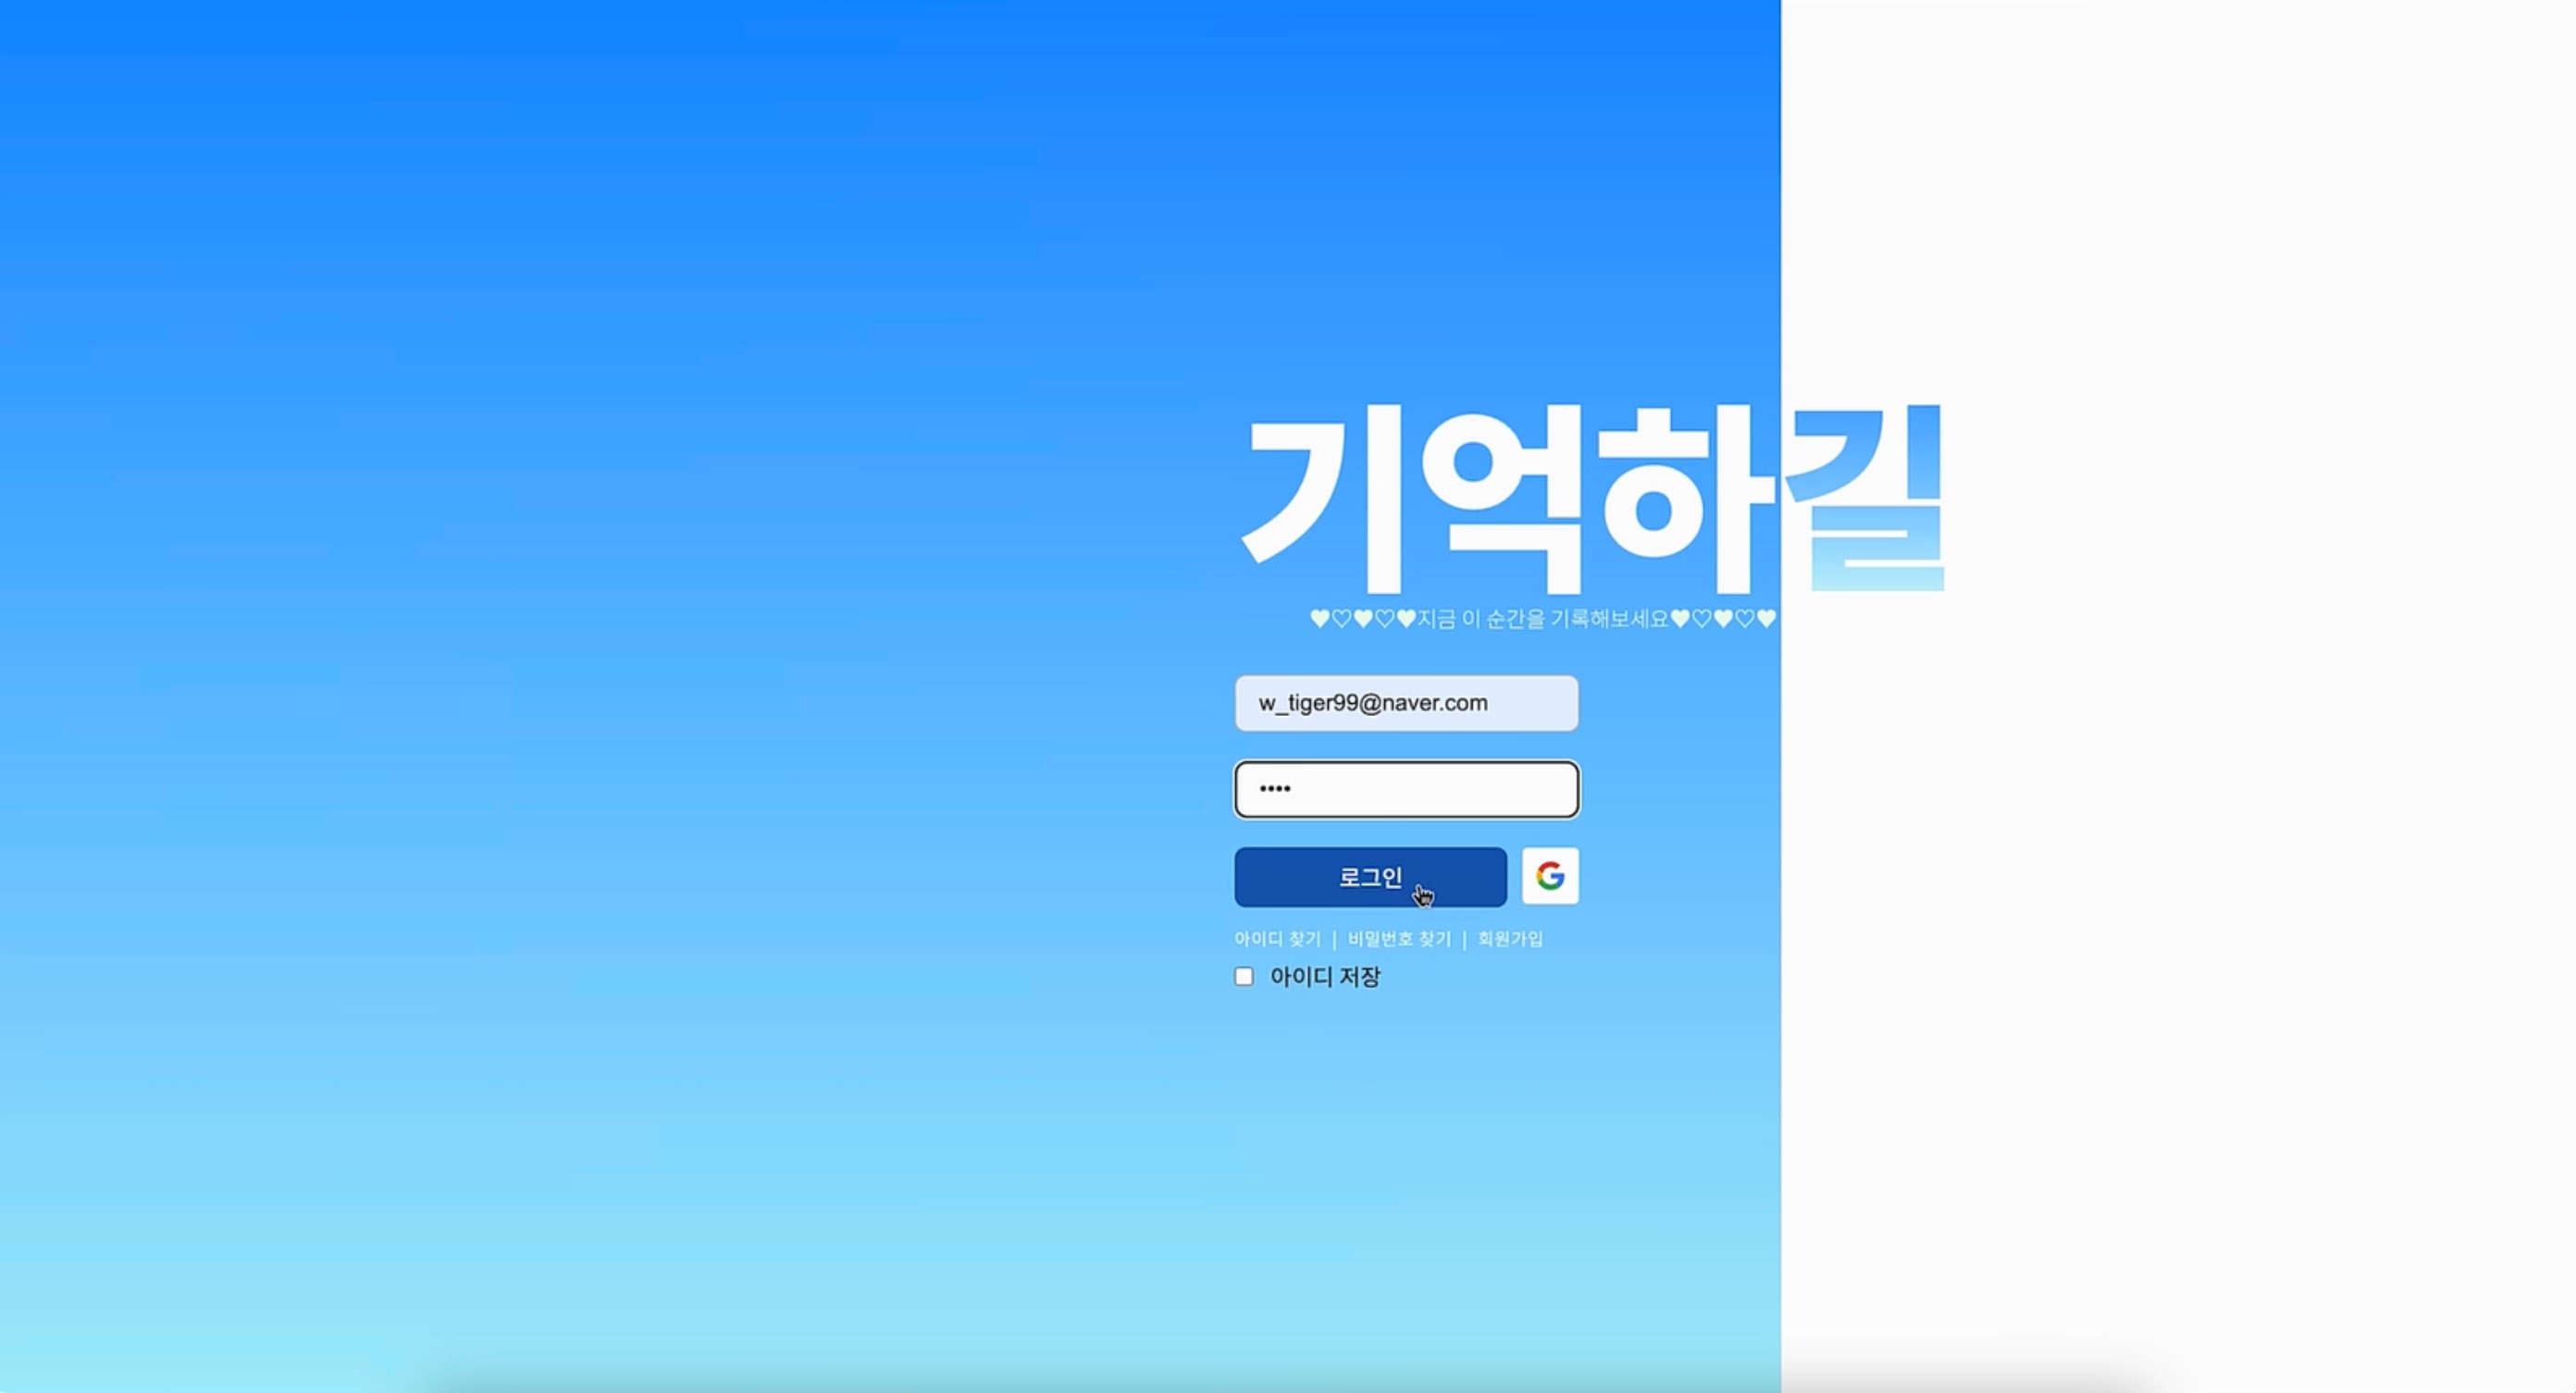 기억하길
♥♡♥♡♥지금 이 순간을 기록해보세요♥♡♥♡♥
w_tiger99@naver.com
••••
로그인
아이디 찾기 | 비밀번호 찾기 | 회원가입
아이디 저장